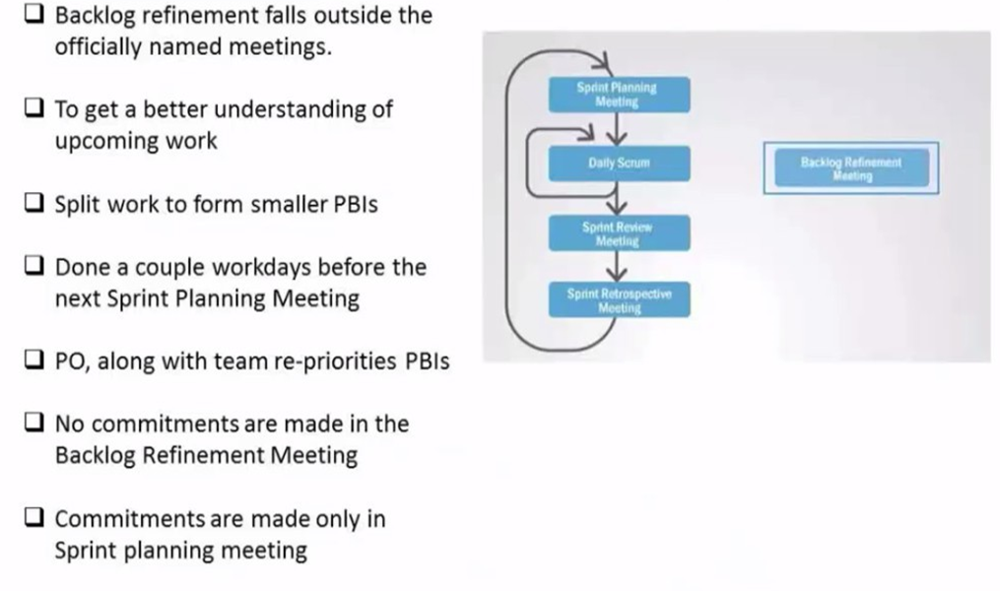 ❑ Backlog refinement falls outside the
officially named meetings.
❑ To get a better understanding of
upcoming work
❑ Split work to form smaller PBIs
❑ Done a couple workdays before the
next Sprint Planning Meeting
❑ PO, along with team re-priorities PBIs
❑ No commitments are made in the
Backlog Refinement Meeting
❑ Commitments are made only in
Sprint planning meeting
Sprint Planning
Meeting
Daily Scrum
Sprint Review
Meeting
Sprint Retrospective
Meeting
Backlog Refinement
Meeting